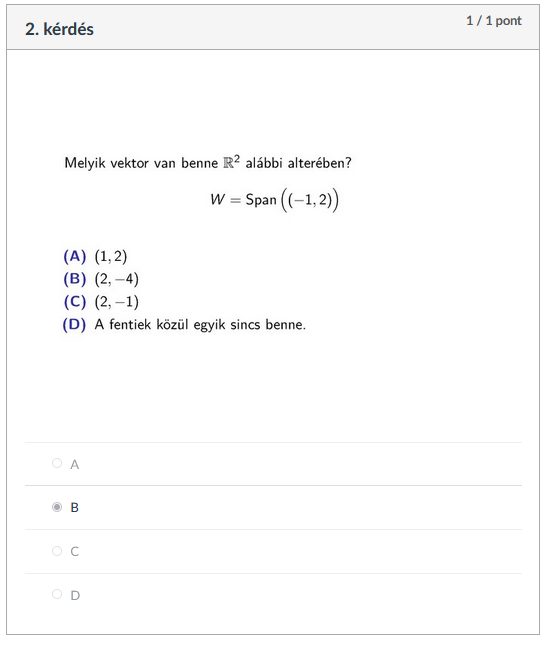 2. kérdés
1 / 1 pont
Melyik vektor van benne ℝ² alábbi alterében?
W = Span((−1, 2))
(A) (1, 2)
(B) (2, −4)
(C) (2, −1)
(D) A fentiek közül egyik sincs benne.
A
B
C
D